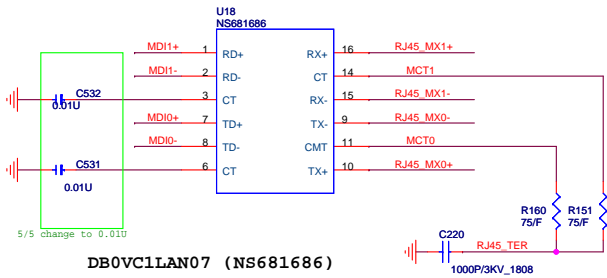 U18
NS681686
MDI1+ 1 RD+ RX+ 16 RJ45_MX1+
MDI1- 2 RD- CT 14 MCT1
C532 3 CT RX- 15 RJ45_MX1-
0.01U
MDI0+ 7 TD+ TX- 9 RJ45_MX0-
MDI0- 8 TD- CMT 11 MCT0
C531 6 CT TX+ 10 RJ45_MX0+
0.01U
R160 R151
75/F 75/F
5/5 change to 0.01U
C220 RJ45_TER
DB0VC1LAN07 (NS681686)
1000P/3KV_1808